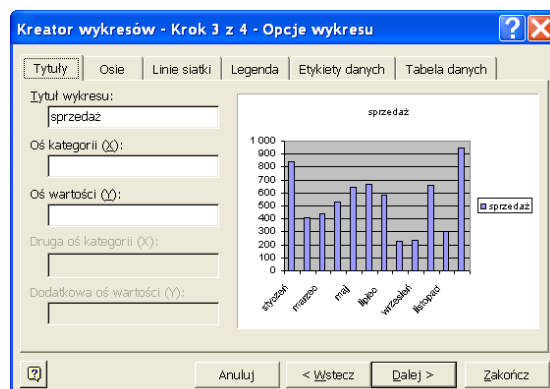 Kreator wykresów - Krok 3 z 4 - Opcje wykresu
Tytuły Osie Linie siatki Legenda Etykiety danych Tabela danych
Tytuł wykresu:
sprzedaż
Oś kategorii (X):
Oś wartości (Y):
Druga oś kategorii (X):
Dodatkowa oś wartości (Y):
sprzedaż
1 000
900
800
700
600
500
400
300
200
100
0
styczeń marzec maj lipiec wrzesień listopad
sprzedaż
Anuluj < Wstecz Dalej > Zakończ